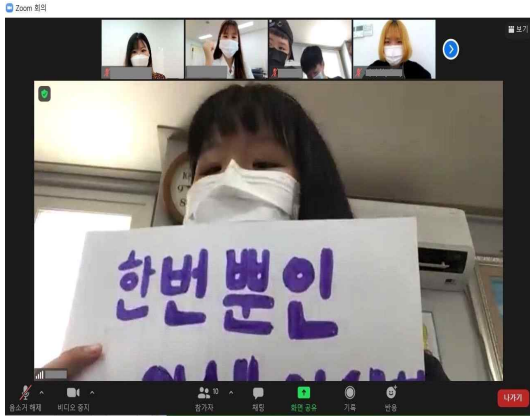 Zoom 회의
보기
한번뿐인
음소거 해제
비디오 중지
10
참가자
채팅
화면 공유
기록
반응
나가기